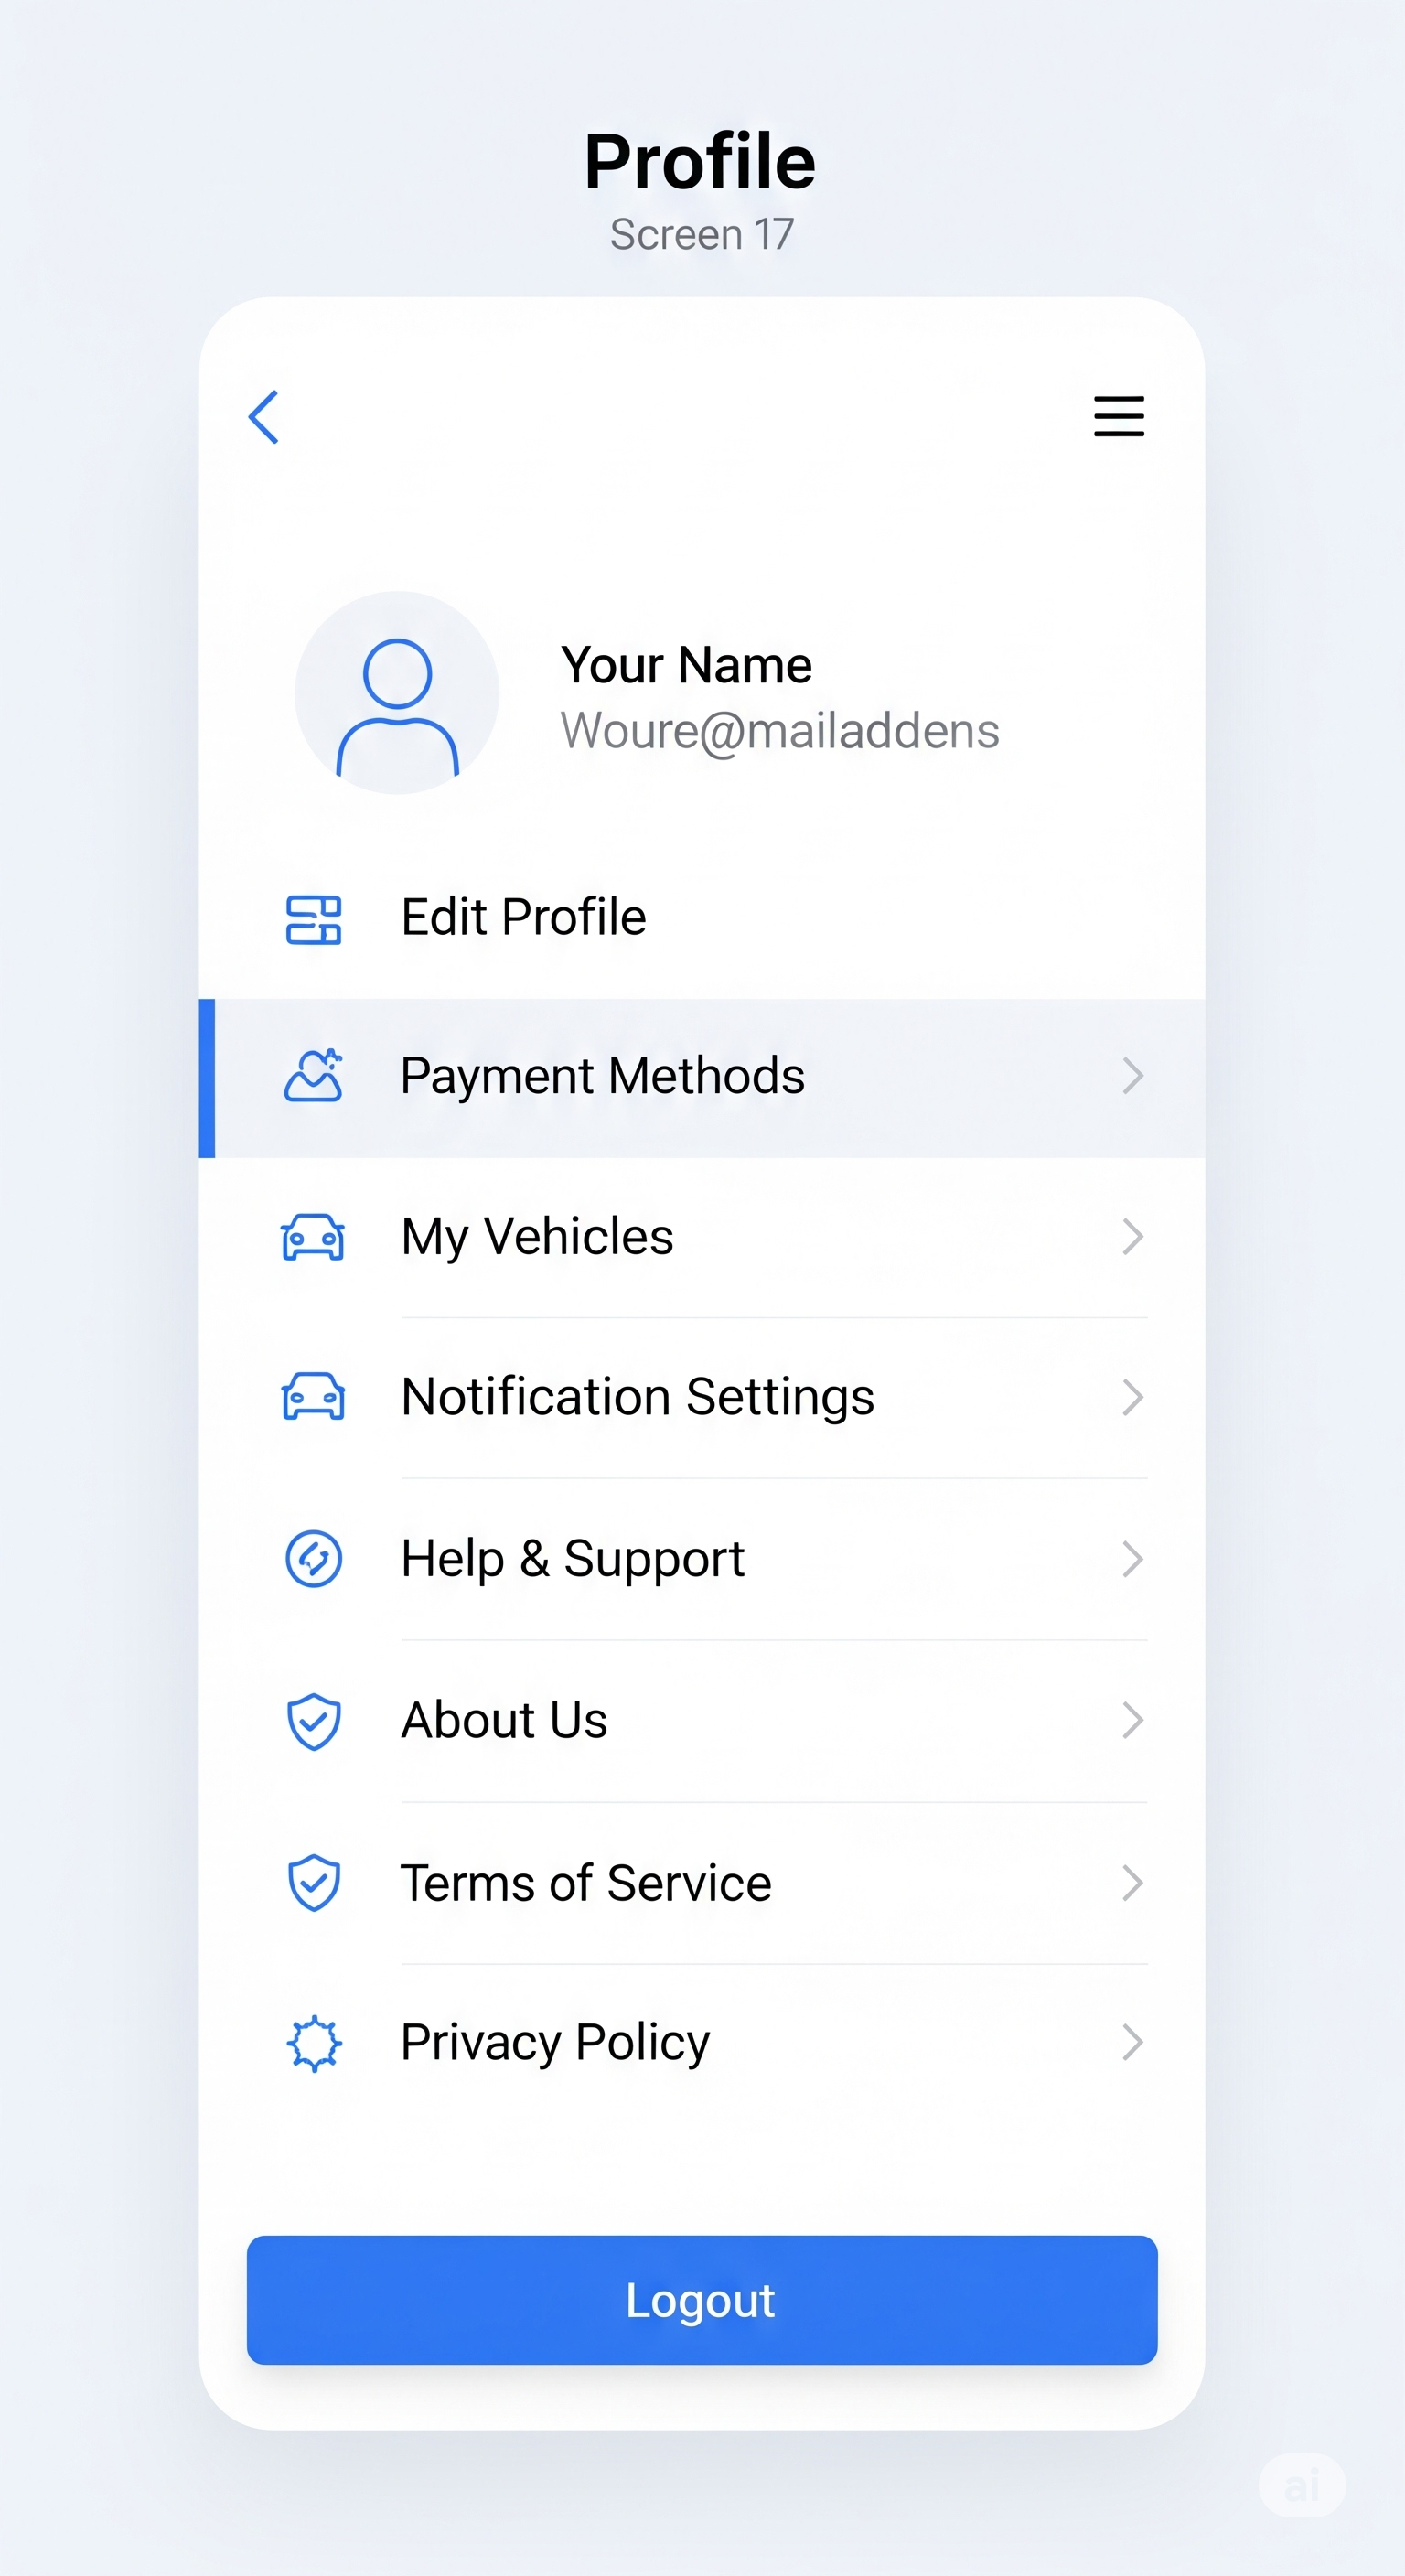 Profile
Screen 17
Your Name
Woure@mailaddens
Edit Profile
Payment Methods
My Vehicles
Notification Settings
Help & Support
About Us
Terms of Service
Privacy Policy
Logout
ai